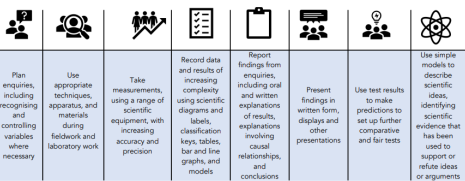 Plan
enquiries,
including
recognising
and
controlling
variables
where
necessary
Use
appropriate
techniques,
apparatus, and
materials
during
fieldwork and
laboratory work
Take
measurements,
using a range of
scientific
equipment, with
increasing
accuracy and
precision
Record data
and results of
increasing
complexity
using scientific
diagrams and
labels,
classification
keys, tables,
bar and line
graphs, and
models
Report
findings from
enquiries,
including oral
and written
explanations
of results,
explanations
involving
causal
relationships,
and
conclusions
Present
findings in
written form,
displays and
other
presentations
Use test results
to make
predictions to
set up further
comparative
and fair tests
Use simple
models to
describe
scientific
ideas,
identifying
scientific
evidence that
has been
used to
support or
refute ideas
or arguments